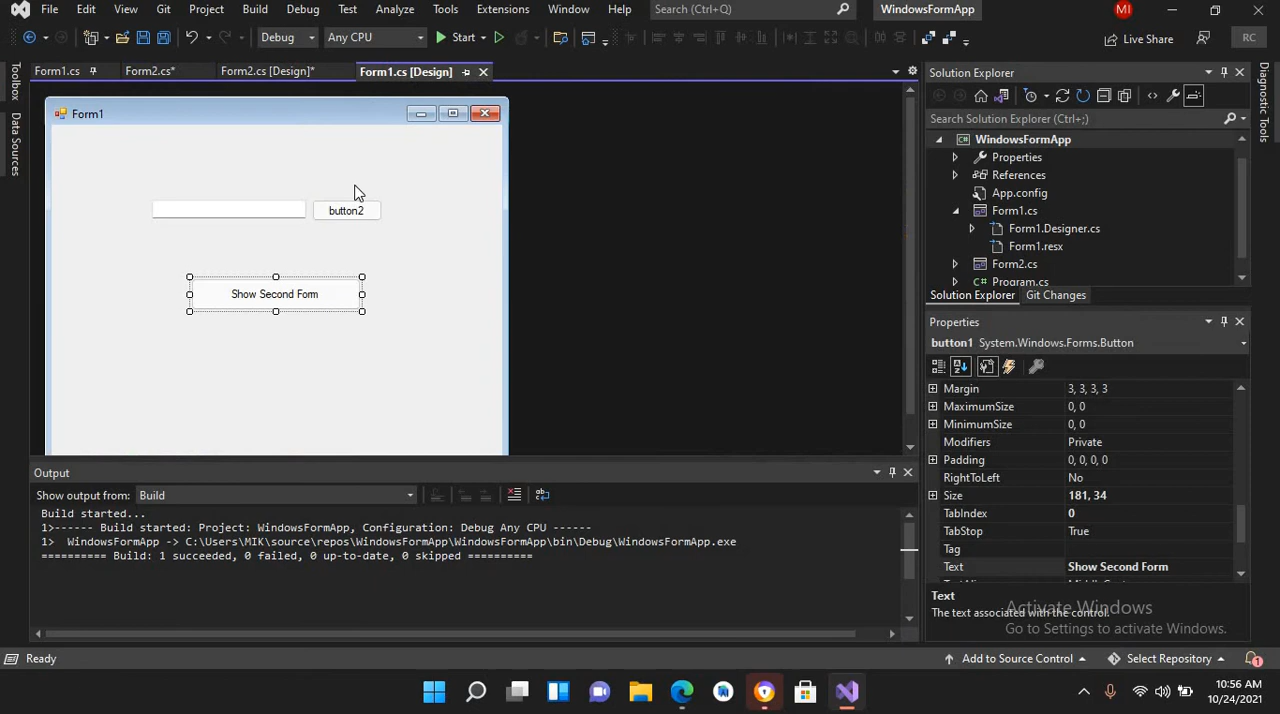 File Edit View Git Project Build Debug Test Analyze Tools Extensions Window Help Search (Ctrl+Q) WindowsFormApp MI
Debug Any CPU Start Live Share RC
Toolbox
Data Sources
Form1.cs Form2.cs* Form2.cs [Design]* Form1.cs [Design]
Form1
button2
Show Second Form
Solution Explorer
Search Solution Explorer (Ctrl+;)
WindowsFormApp
Properties
References
App.config
Form1.cs
Form1.Designer.cs
Form1.resx
Form2.cs
Program.cs
Solution Explorer Git Changes
Diagnostic Tools
Properties
button1 System.Windows.Forms.Button
Margin 3, 3, 3, 3
MaximumSize 0, 0
MinimumSize 0, 0
Modifiers Private
Padding 0, 0, 0, 0
RightToLeft No
Size 181, 34
TabIndex 0
TabStop True
Tag
Text Show Second Form
Text
The text associated with the control.
Activate Windows
Go to Settings to activate Windows.
Output
Show output from: Build
Build started...
1>------ Build started: Project: WindowsFormApp, Configuration: Debug Any CPU ------
1>  WindowsFormApp -> C:\Users\MIK\source\repos\WindowsFormApp\WindowsFormApp\bin\Debug\WindowsFormApp.exe
========== Build: 1 succeeded, 0 failed, 0 up-to-date, 0 skipped ==========
Ready Add to Source Control Select Repository 1
10:56 AM
10/24/2021